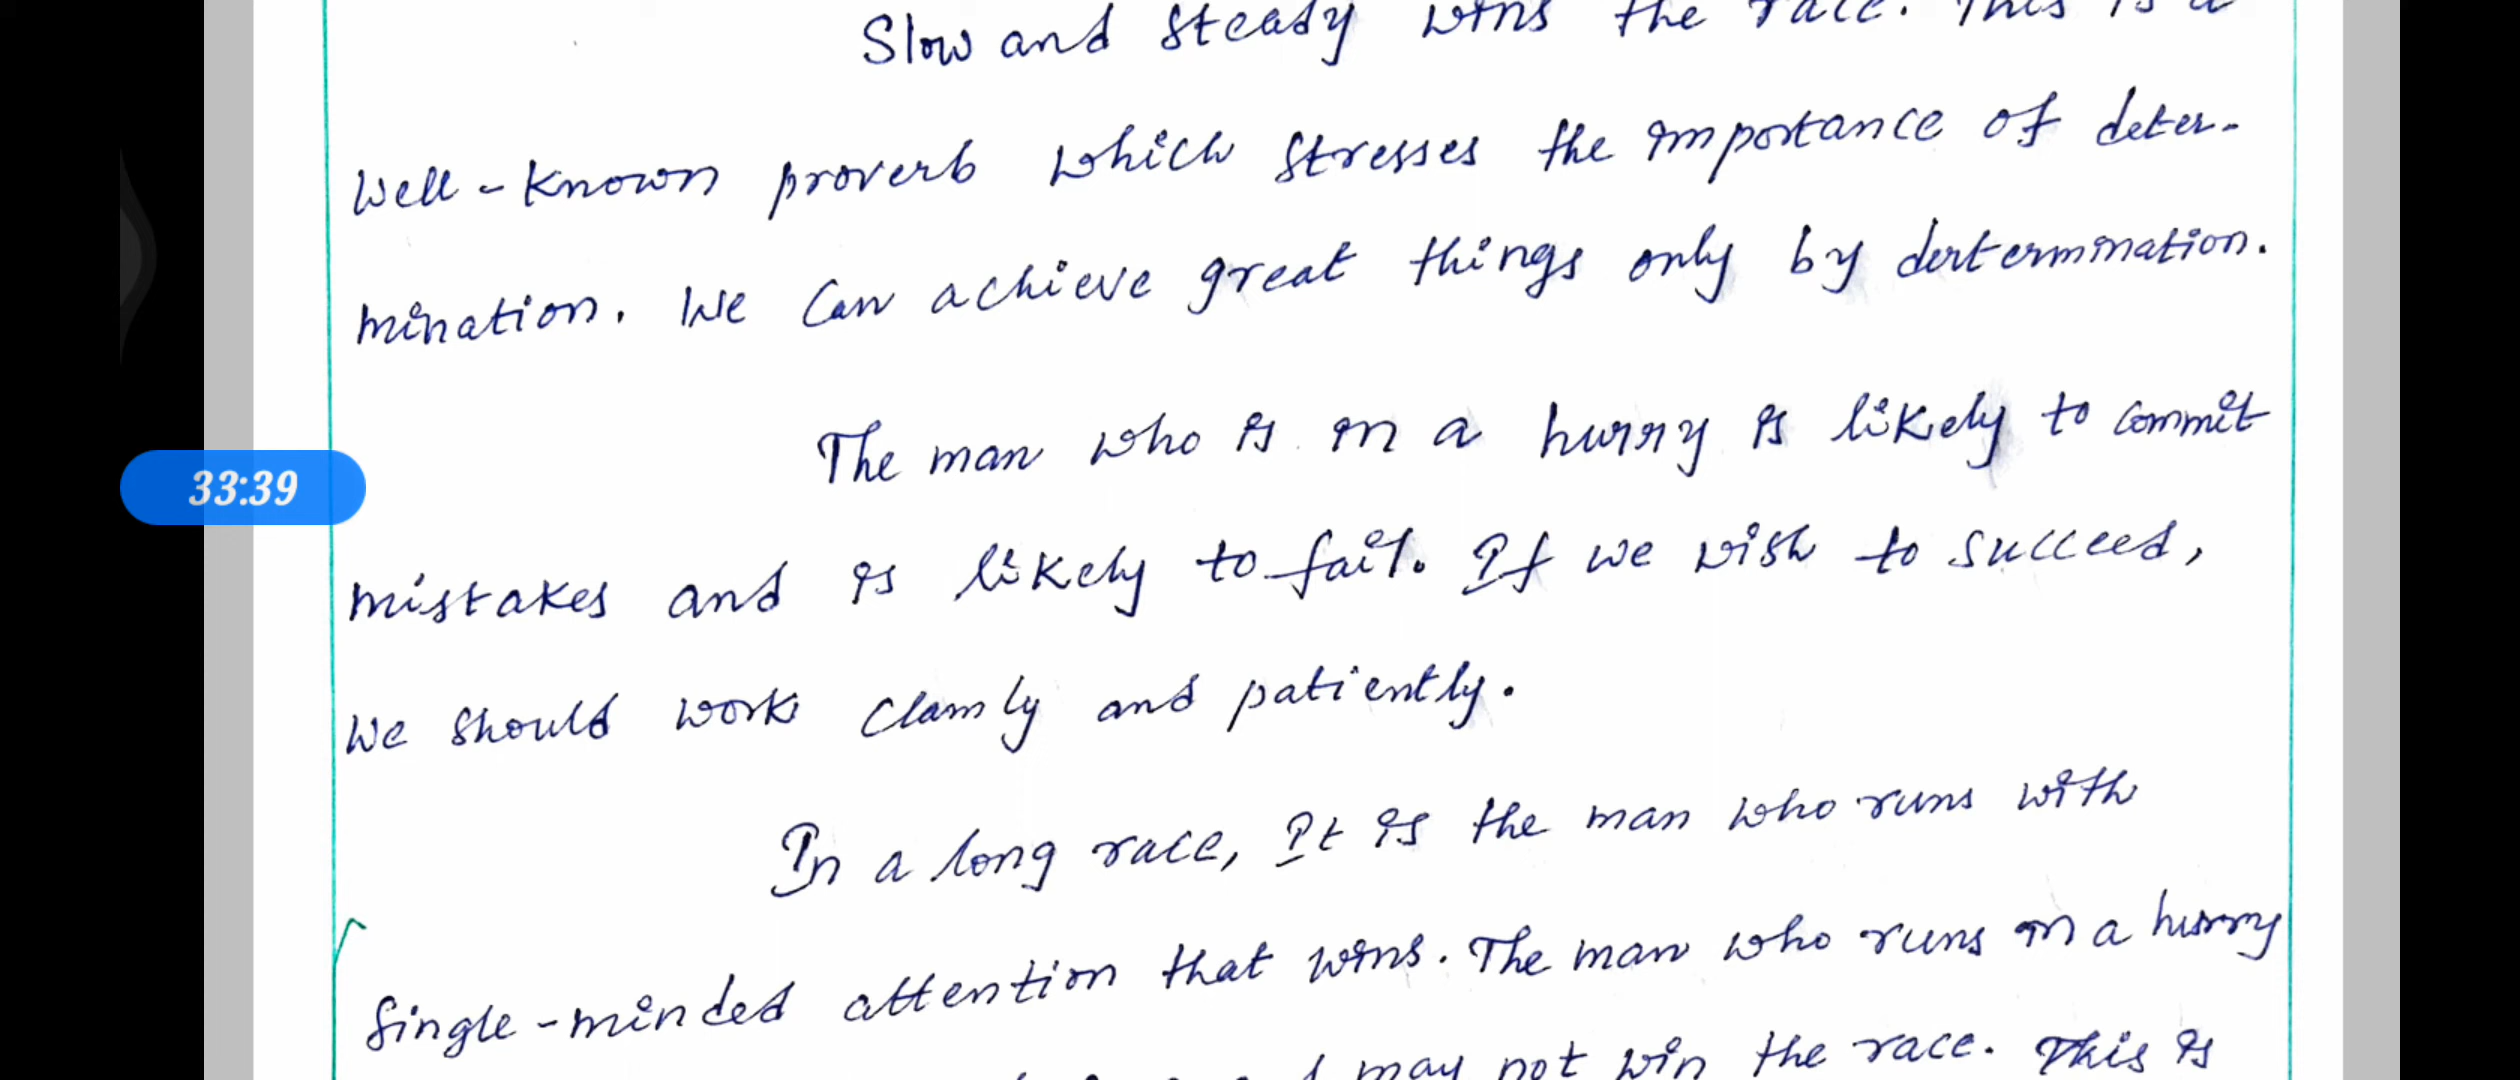 Slow and steady wins the race. This is a
Well-known proverb which stresses the importance of deter-
mination. We can achieve great things only by dertermination.
The man who is in a hurry is likely to commit
33:39
mistakes and is likely to fail. If we wish to succeed,
We should work clamly and patiently.
In a long race, It is the man who runs with
Single-minded attention that wins. The man who runs in a hurry
may not win the race. This is